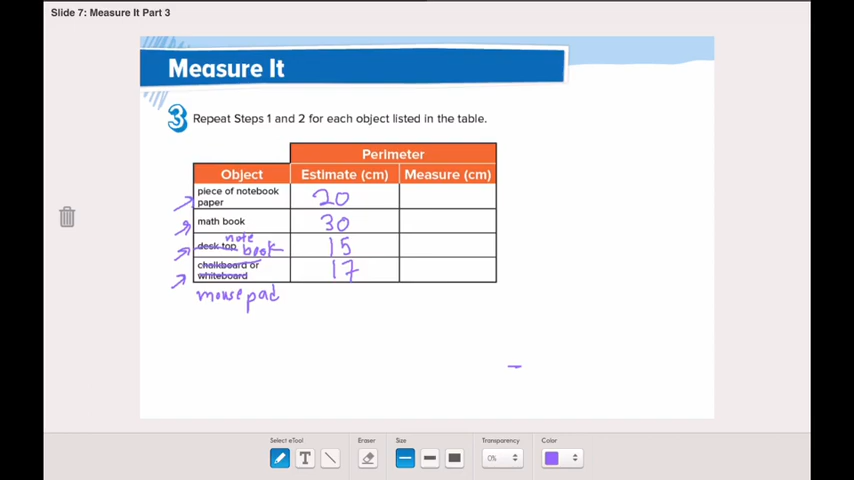 Slide 7: Measure It Part 3
Measure It
3 Repeat Steps 1 and 2 for each object listed in the table.
Perimeter
Object Estimate (cm) Measure (cm)
piece of notebook
paper 20
math book 30
note
desk top book 15
chalkboard or
whiteboard 17
mouse pad
Select eTool Eraser Size Transparency Color
T 0%